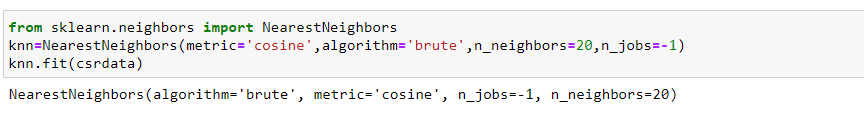 from sklearn.neighbors import NearestNeighbors
knn=NearestNeighbors(metric='cosine',algorithm='brute',n_neighbors=20,n_jobs=-1)
knn.fit(csrdata)
NearestNeighbors(algorithm='brute', metric='cosine', n_jobs=-1, n_neighbors=20)